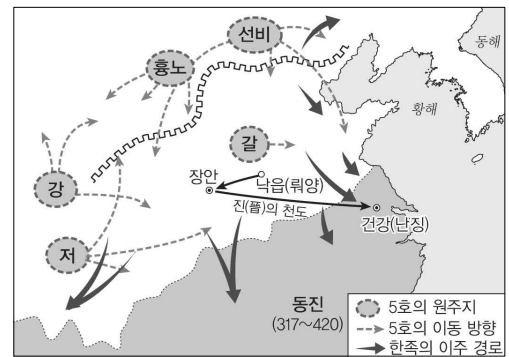 선비
동해
흉노
황해
갈
장안
낙읍(뤄양)
강
진(晉)의 천도
건강(난징)
저
동진
(317~420)
5호의 원주지
5호의 이동 방향
한족의 이주 경로